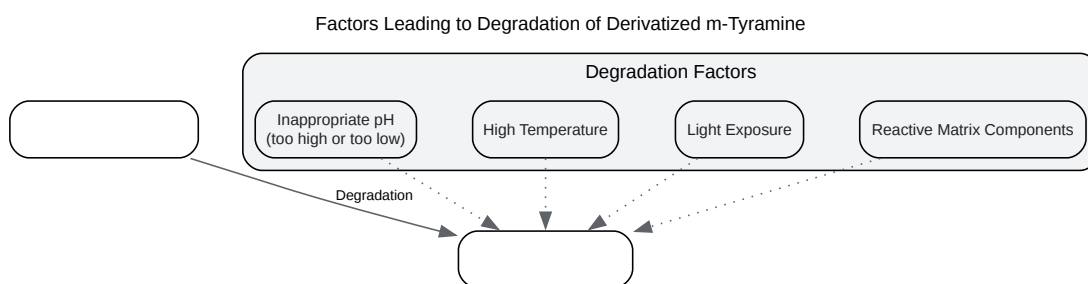 Factors Leading to Degradation of Derivatized m-Tyramine
Degradation Factors
Inappropriate pH
(too high or too low)
High Temperature
Light Exposure
Reactive Matrix Components
Degradation